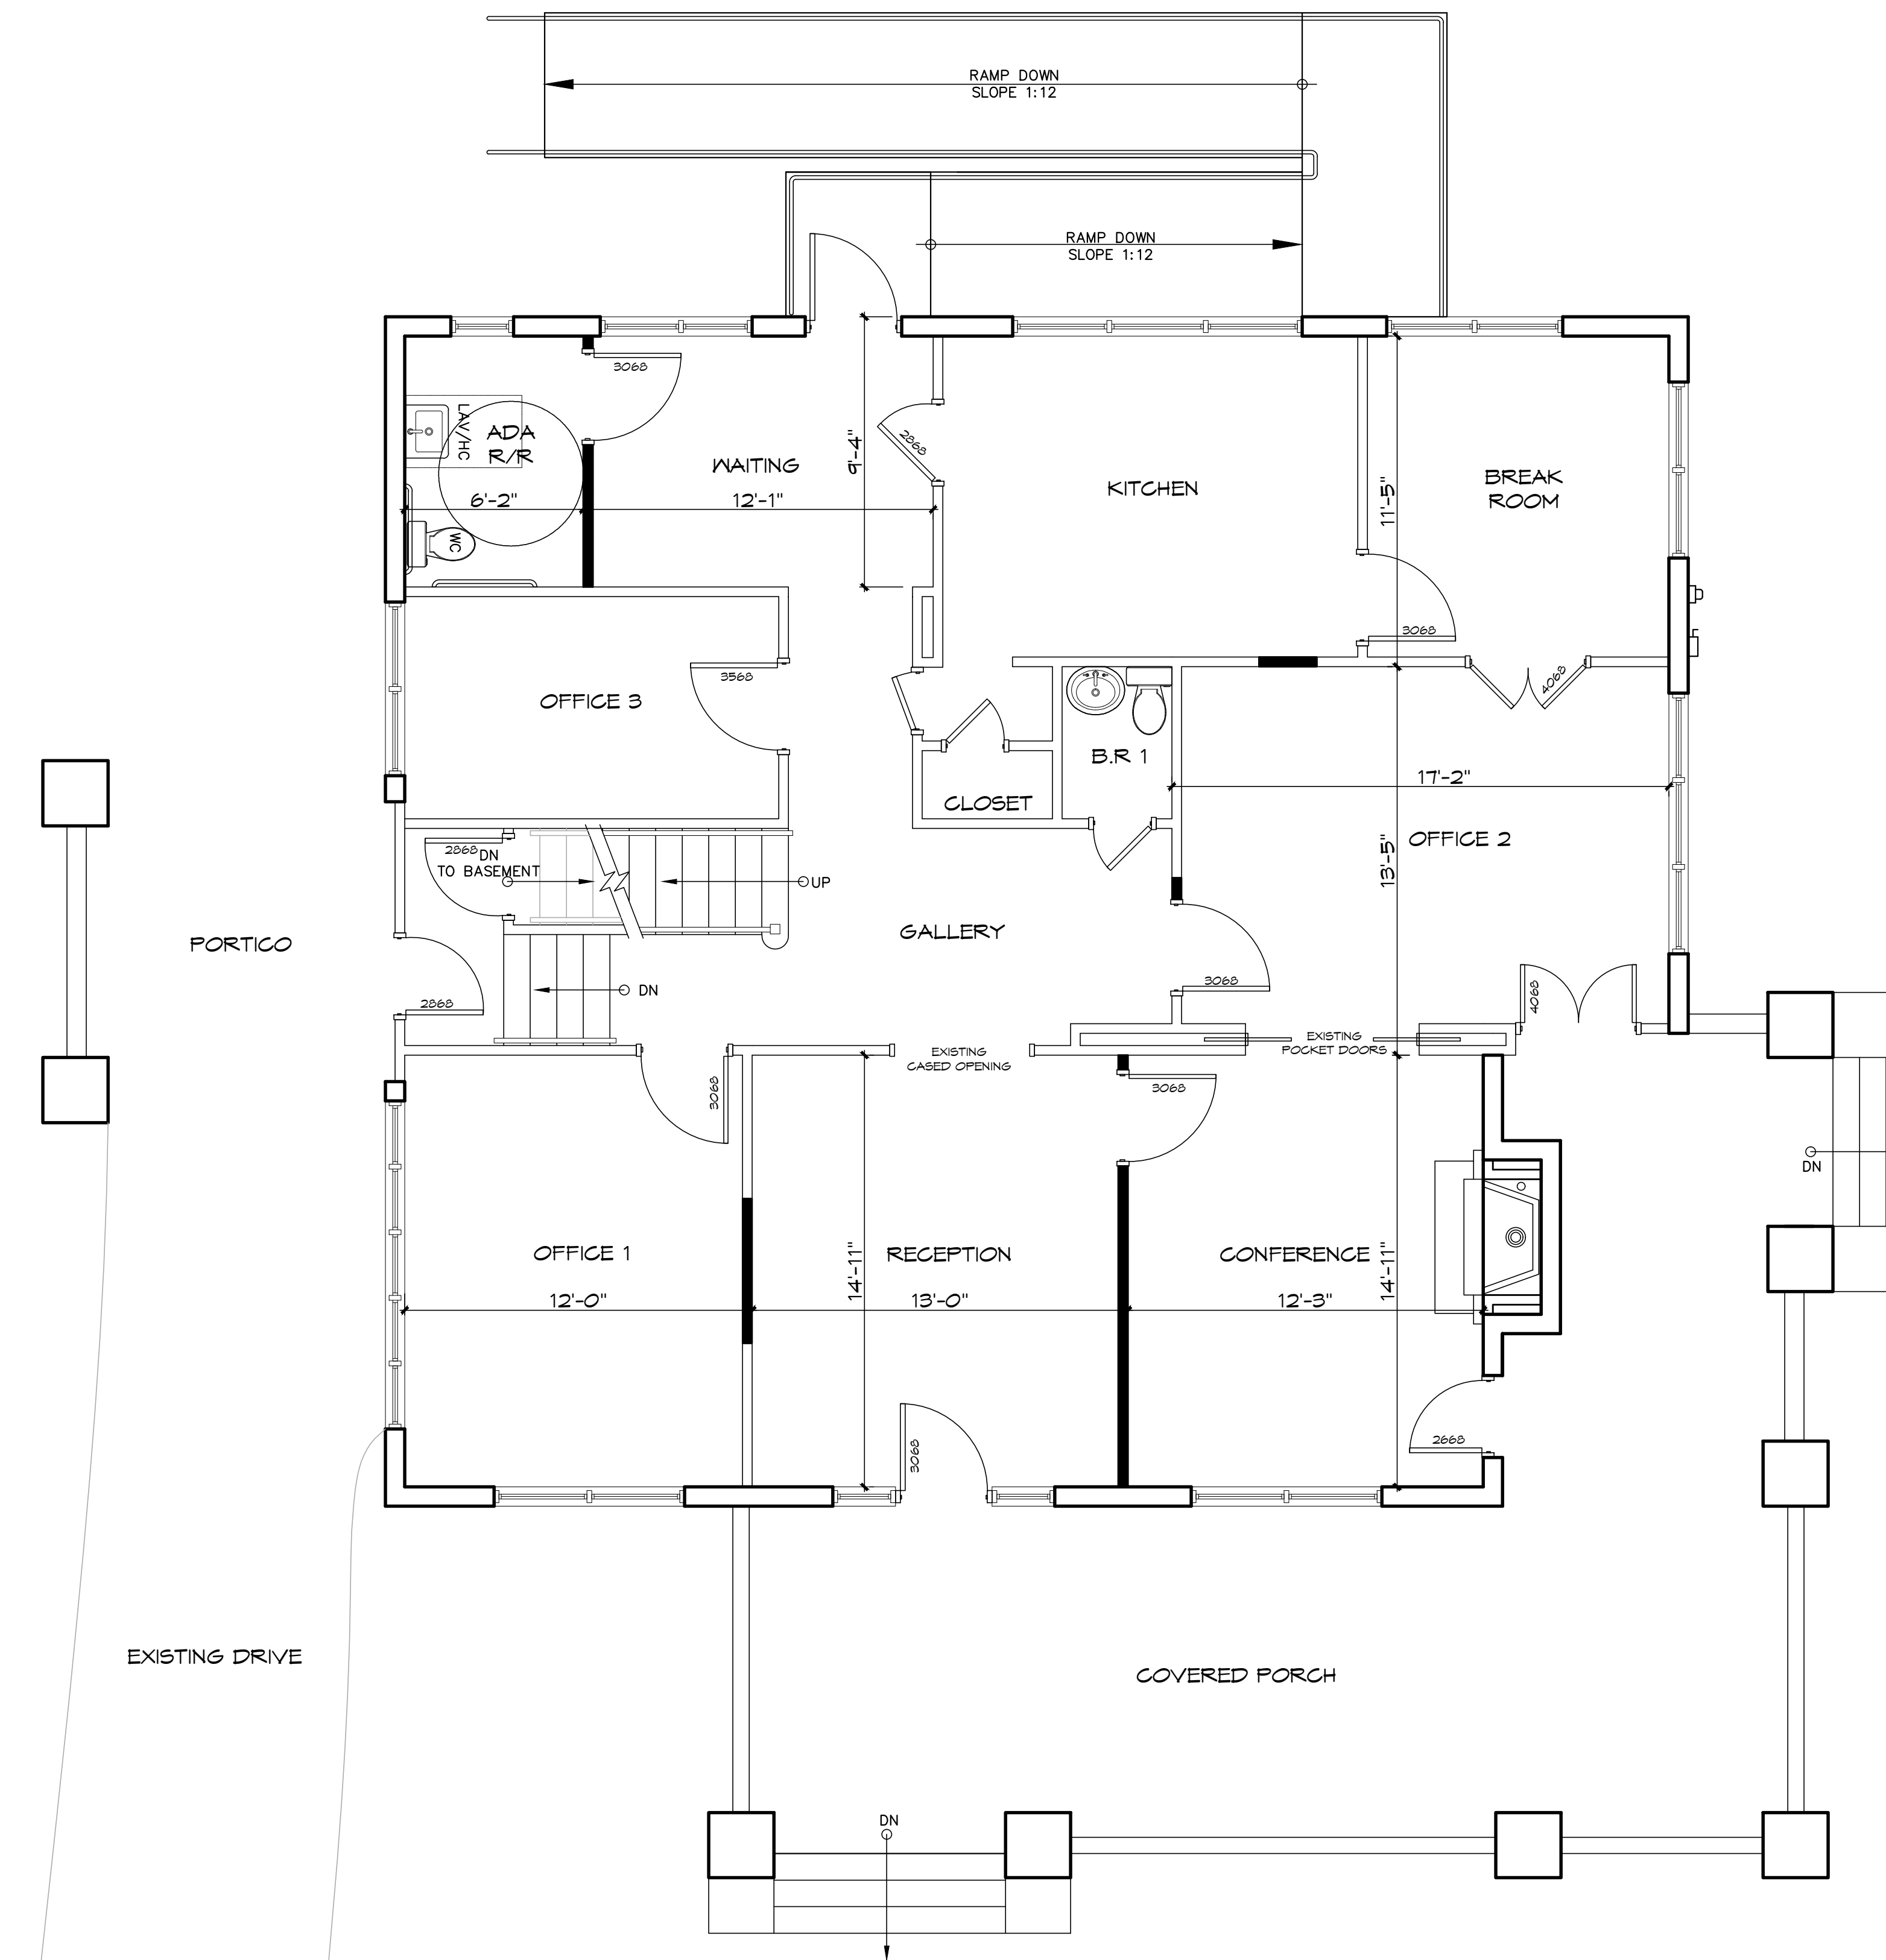 RAMP DOWN
SLOPE 1:12
RAMP DOWN
SLOPE 1:12
3068
LAV/HC
ADA
R/R
WAITING
9'-4"
2868
KITCHEN
BREAK
ROOM
6'-2"
12'-1"
11'-5"
WC
3068
3568
OFFICE 3
4068
B.R 1
17'-2"
CLOSET
OFFICE 2
13'-5"
2868
DN
TO BASEMENT
UP
PORTICO
GALLERY
DN
2868
3068
4068
EXISTING
CASED OPENING
EXISTING
POCKET DOORS
3068
3068
DN
OFFICE 1
RECEPTION
CONFERENCE
14'-11"
14'-11"
12'-0"
13'-0"
12'-3"
3068
2668
EXISTING DRIVE
COVERED PORCH
DN